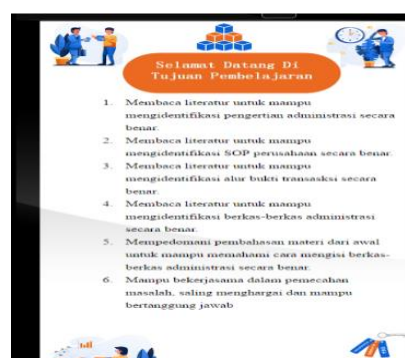 Selamat Datang Di
Tujuan Pembelajaran
1. Membaca literatur untuk mampu
mengidentifikasi pengertian administrasi secara
benar.
2. Membaca literatur untuk mampu
mengidentifikasi SOP perusahaan secara benar.
3. Membaca literatur untuk mampu
mengidentifikasi alur bukti transasksi secara
benar.
4. Membaca literatur untuk mampu
mengidentifikasi berkas-berkas administrasi
secara benar.
5. Mempedomani pembahasan materi dari awal
untuk mampu memahami cara mengisi berkas-
berkas administrasi secara benar.
6. Mampu bekerjasama dalam pemecahan
masalah, saling menghargai dan mampu
bertanggung jawab